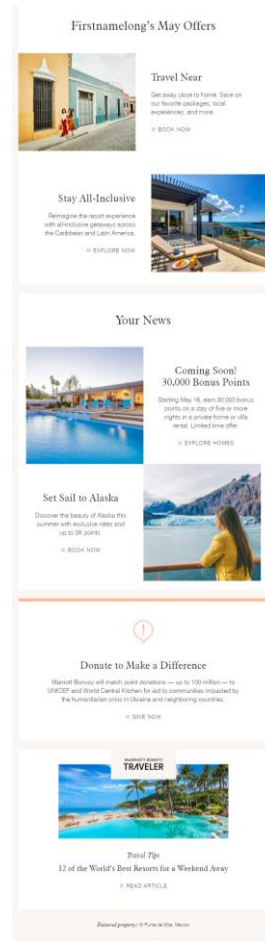 Firstnamelong's May Offers
Travel Near
Get away close to home. Save on
our favorite packages, local
experiences, and more.
» BOOK NOW
Stay All-Inclusive
Reimagine the resort experience
with all-inclusive getaways across
the Caribbean and Latin America.
» EXPLORE NOW
Your News
Coming Soon!
30,000 Bonus Points
Starting May 16, earn 30,000 bonus
points on a stay of five or more
nights in a private home or villa
rental. Limited time offer.
» EXPLORE HOMES
Set Sail to Alaska
Discover the beauty of Alaska this
summer with exclusive rates and
up to 5X points.
» BOOK NOW
Donate to Make a Difference
Marriott Bonvoy will match point donations — up to 100 million — to
UNICEF and World Central Kitchen for aid to communities impacted by
the humanitarian crisis in Ukraine and neighboring countries.
» GIVE NOW
MARRIOTT BONVOY
TRAVELER
Travel Tips
12 of the World's Best Resorts for a Weekend Away
» READ ARTICLE
Featured property: W Punta de Mita, Mexico